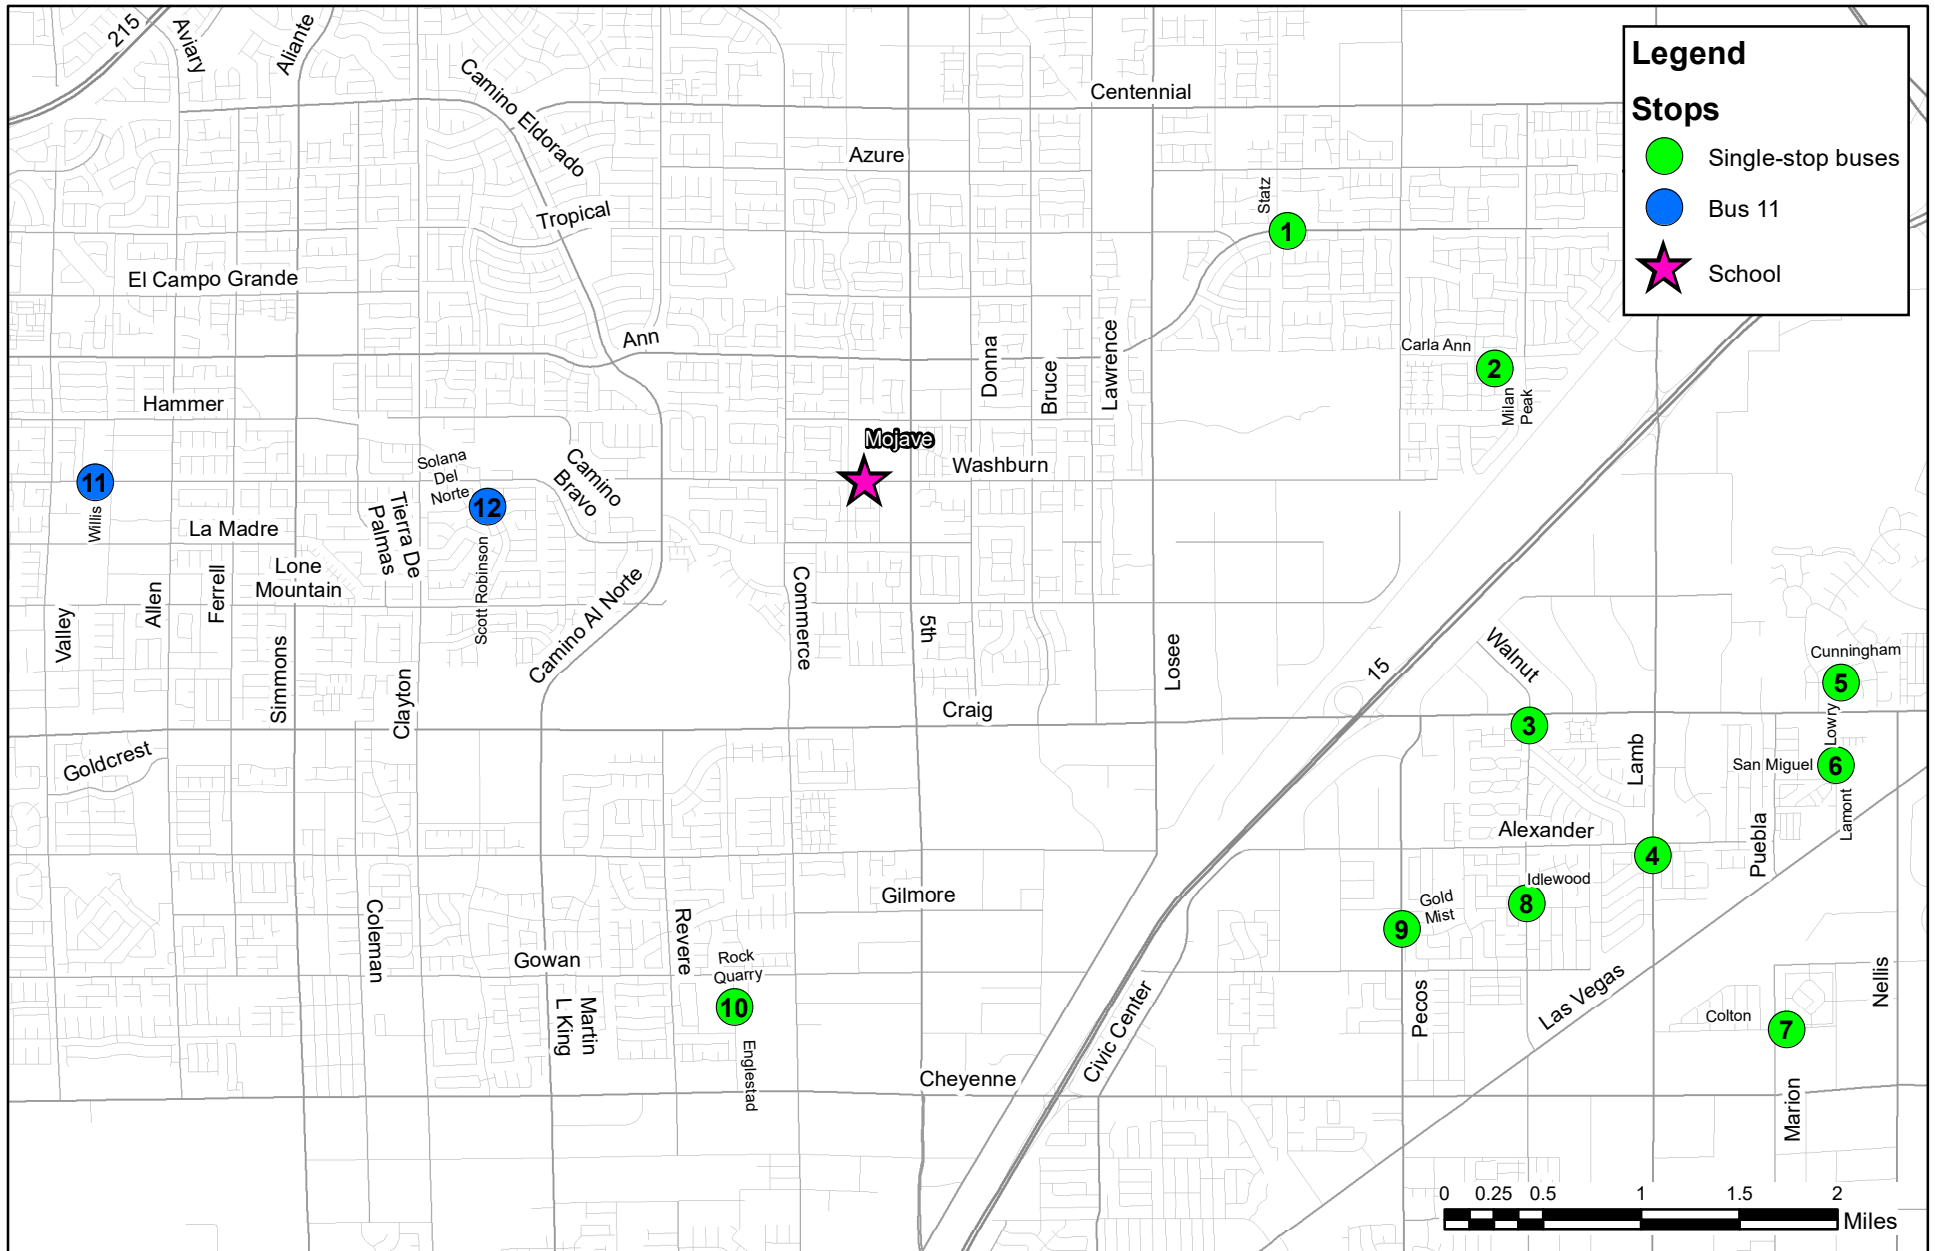 215
Aviary
Aliante
Camino Eldorado
Centennial
Azure
Statz
Tropical
1
El Campo Grande
Ann
Donna
Bruce
Lawrence
Carla Ann
2
Milan
Peak
Hammer
Mojave
Washburn
Solana
Del
Norte
Camino
Bravo
11
Willis
12
Tierra De
Palmas
La Madre
Lone
Mountain
Scott Robinson
Valley
Allen
Ferrell
Simmons
Clayton
Camino Al Norte
Commerce
5th
Losee
15
Walnut
Cunningham
5
Craig
3
Lowry
Lamb
San Miguel
6
Lamont
Goldcrest
Alexander
4
Puebla
Idlewood
8
Gold
Mist
9
Gilmore
Coleman
Revere
Gowan
Rock
Quarry
10
Martin
L King
Englestad
Civic Center
Pecos
Las Vegas
Nellis
Colton
7
Marion
Cheyenne
Legend
Stops
Single-stop buses
Bus 11
School
0 0.25 0.5 1 1.5 2
Miles